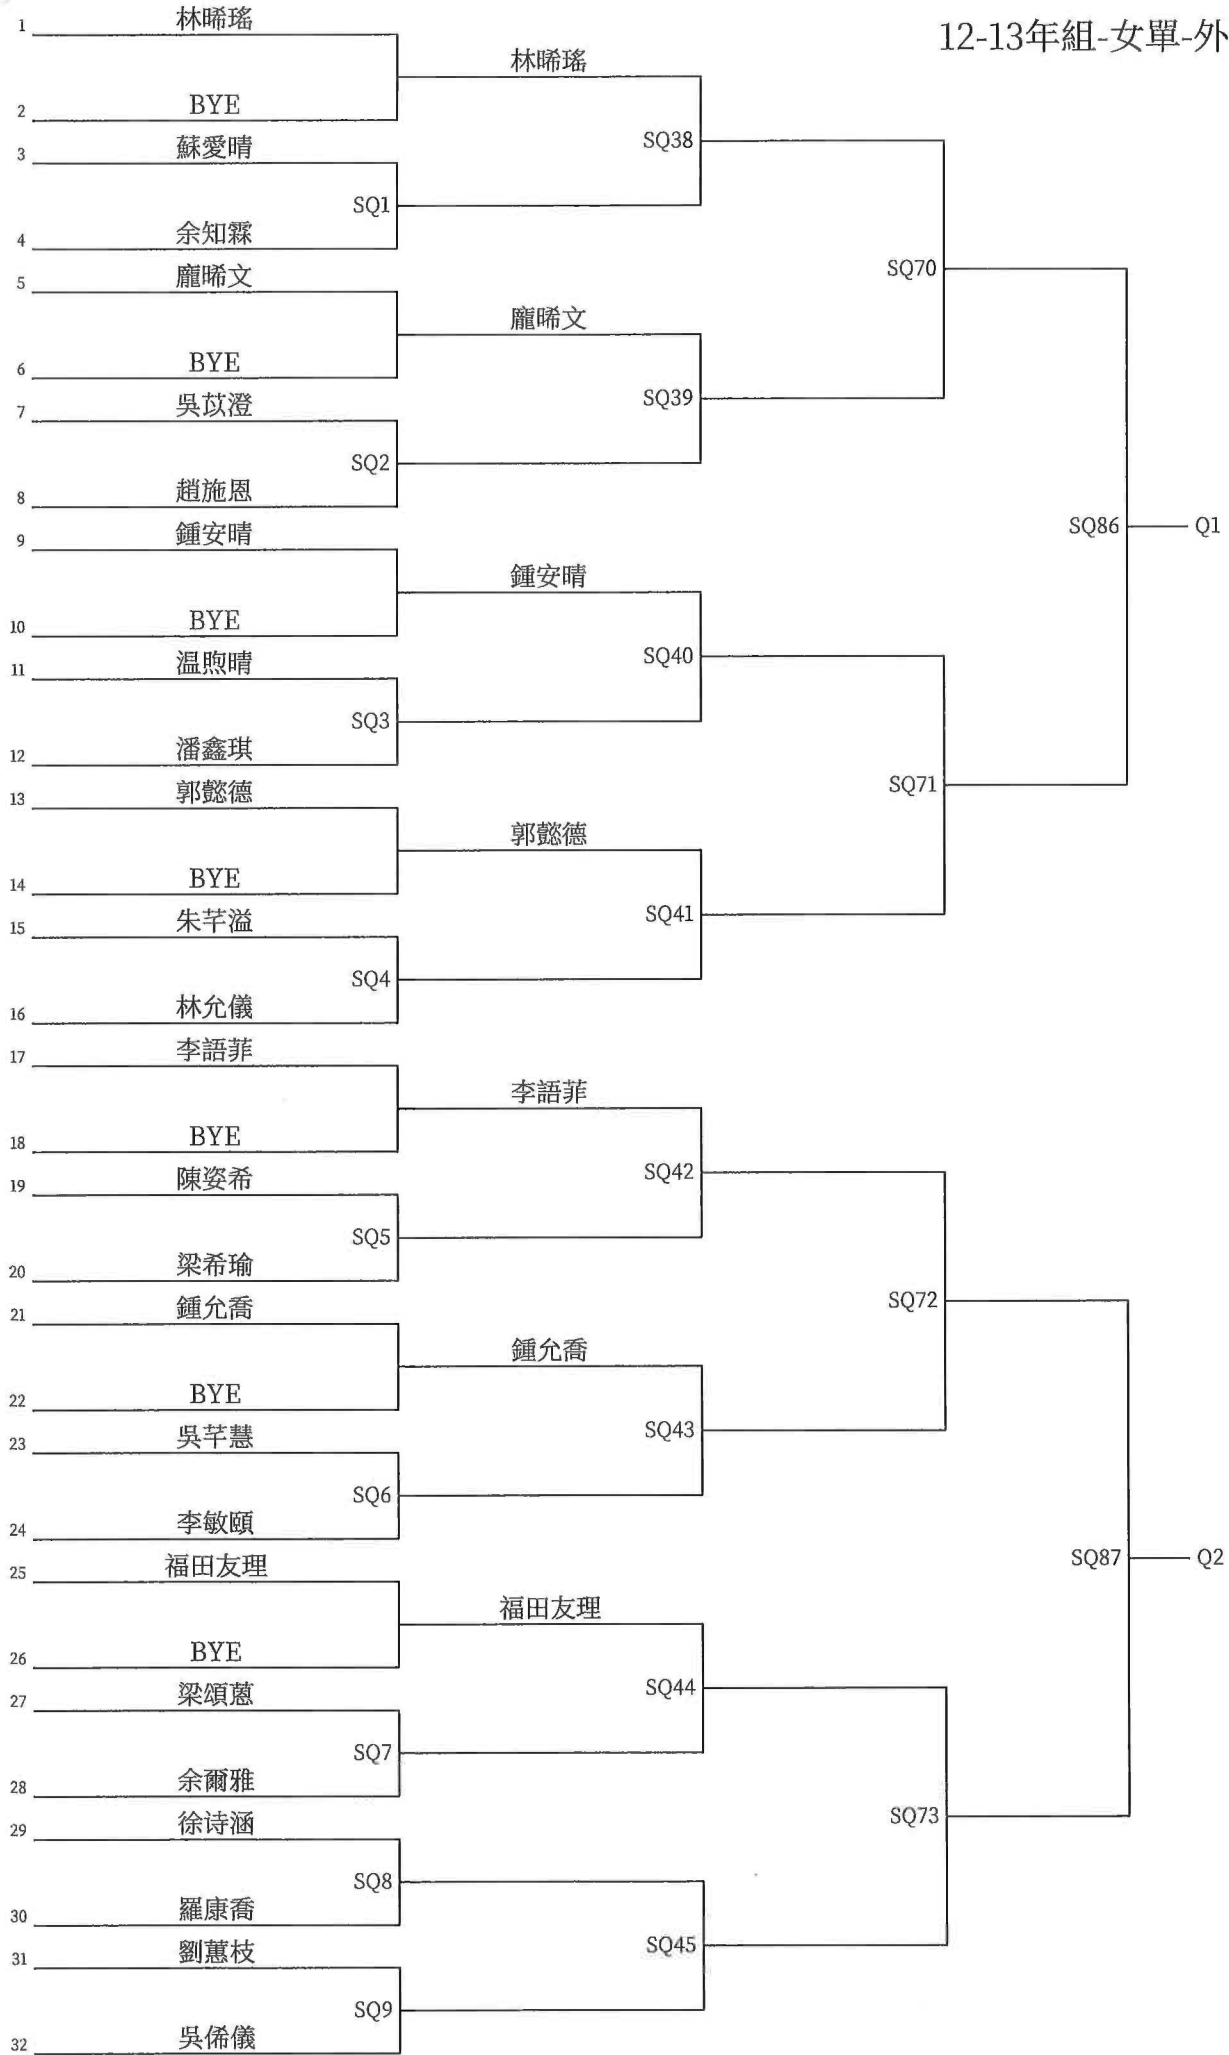 12-13年組-女單-外
1 林晞瑤
2 BYE
林晞瑤
SQ38
3 蘇愛晴
SQ1
4 余知霖
SQ70
5 龐晞文
6 BYE
龐晞文
SQ39
7 吳苡澄
SQ2
8 趙施恩
SQ86 Q1
9 鍾安晴
10 BYE
鍾安晴
SQ40
11 温煦晴
SQ3
12 潘鑫琪
SQ71
13 郭懿德
14 BYE
郭懿德
SQ41
15 朱芊溢
SQ4
16 林允儀
17 李語菲
18 BYE
李語菲
SQ42
19 陳姿希
SQ5
20 梁希瑜
SQ72
21 鍾允喬
22 BYE
鍾允喬
SQ43
23 吳芊慧
SQ6
24 李敏頤
SQ87 Q2
25 福田友理
26 BYE
福田友理
SQ44
27 梁頌蒽
SQ7
28 余爾雅
SQ73
29 徐诗涵
SQ8
30 羅康喬
SQ45
31 劉蕙枝
SQ9
32 吳俙儀